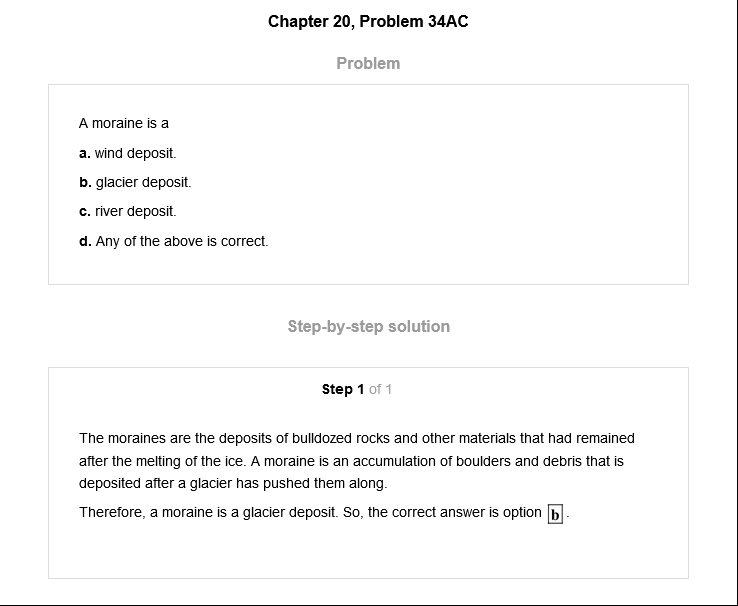 Chapter 20, Problem 34AC
Problem
A moraine is a
a. wind deposit.
b. glacier deposit.
c. river deposit.
d. Any of the above is correct.
Step-by-step solution
Step 1 of 1
The moraines are the deposits of bulldozed rocks and other materials that had remained
after the melting of the ice. A moraine is an accumulation of boulders and debris that is
deposited after a glacier has pushed them along.
Therefore, a moraine is a glacier deposit. So, the correct answer is option b .